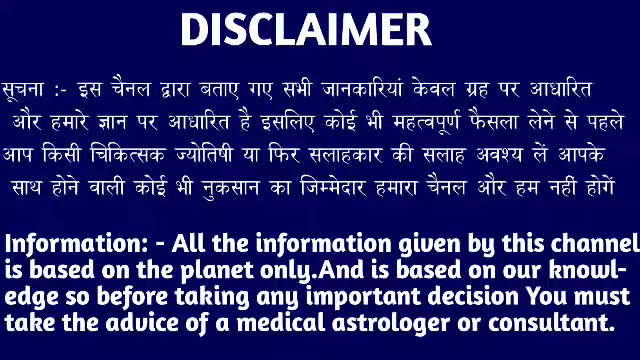 DISCLAIMER
सूचना :- इस चैनल द्वारा बताए गए सभी जानकारियां केवल ग्रह पर आधारित
और हमारे ज्ञान पर आधारित है इसलिए कोई भी महत्वपूर्ण फैसला लेने से पहले
आप किसी चिकित्सक ज्योतिषी या फिर सलाहकार की सलाह अवश्य लें आपके
साथ होने वाली कोई भी नुकसान का जिम्मेदार हमारा चैनल और हम नहीं होगें
Information: - All the information given by this channel
is based on the planet only.And is based on our knowl-
edge so before taking any important decision You must
take the advice of a medical astrologer or consultant.